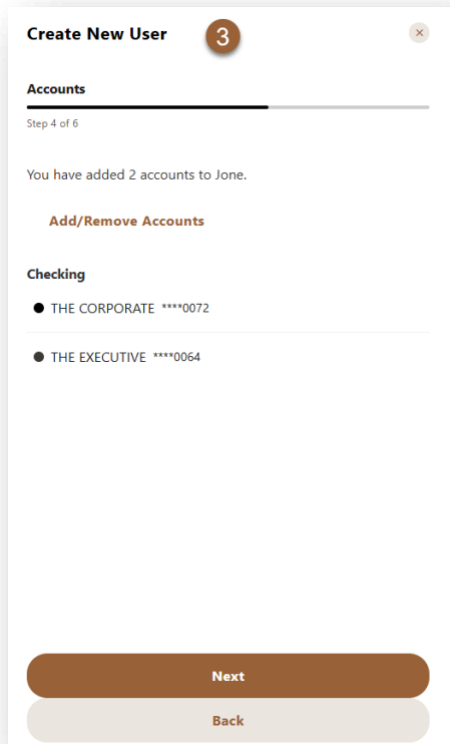 Create New User
3
×
Accounts
Step 4 of 6
You have added 2 accounts to Jone.
Add/Remove Accounts
Checking
THE CORPORATE ****0072
THE EXECUTIVE ****0064
Next
Back